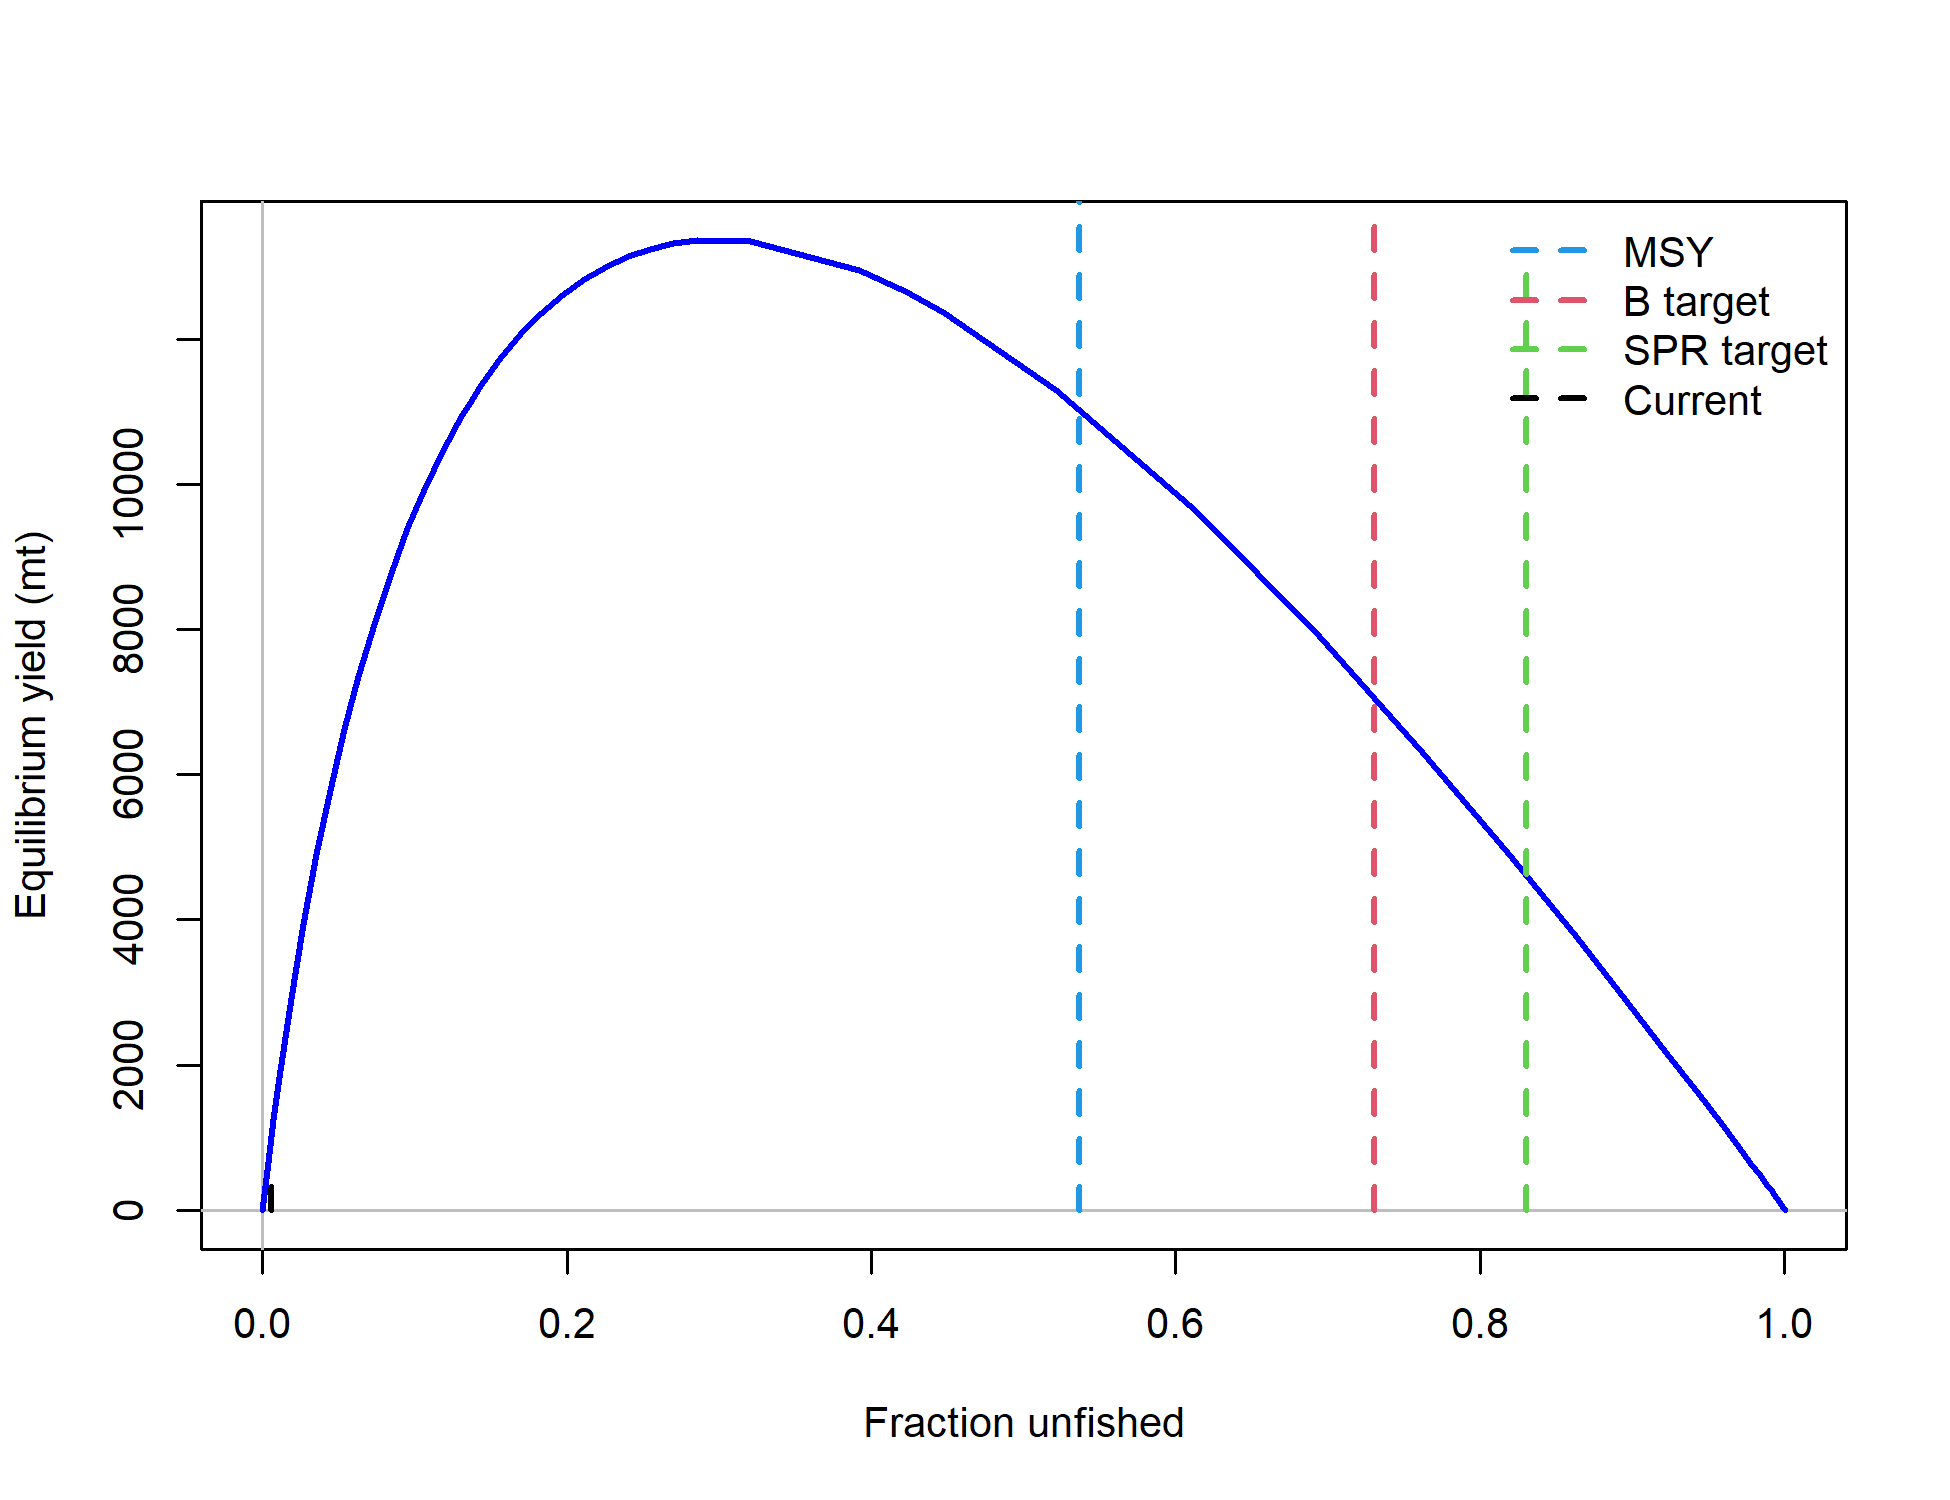 MSY
B target
SPR target
Current
Equilibrium yield (mt)
0
2000
4000
6000
8000
10000
0.0
0.2
0.4
0.6
0.8
1.0
Fraction unfished